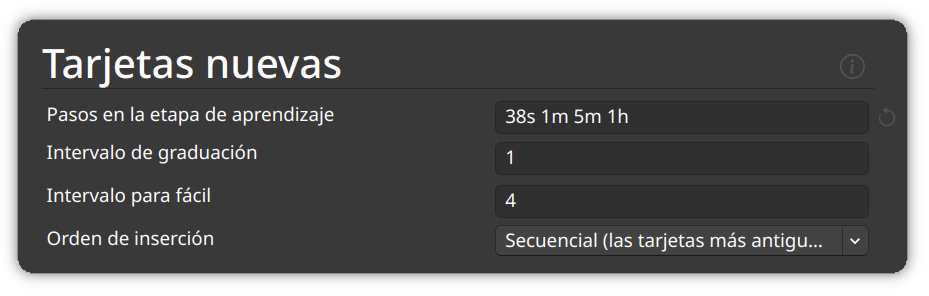 Tarjetas nuevas
Pasos en la etapa de aprendizaje 38s 1m 5m 1h
Intervalo de graduación 1
Intervalo para fácil 4
Orden de inserción Secuencial (las tarjetas más antigu...